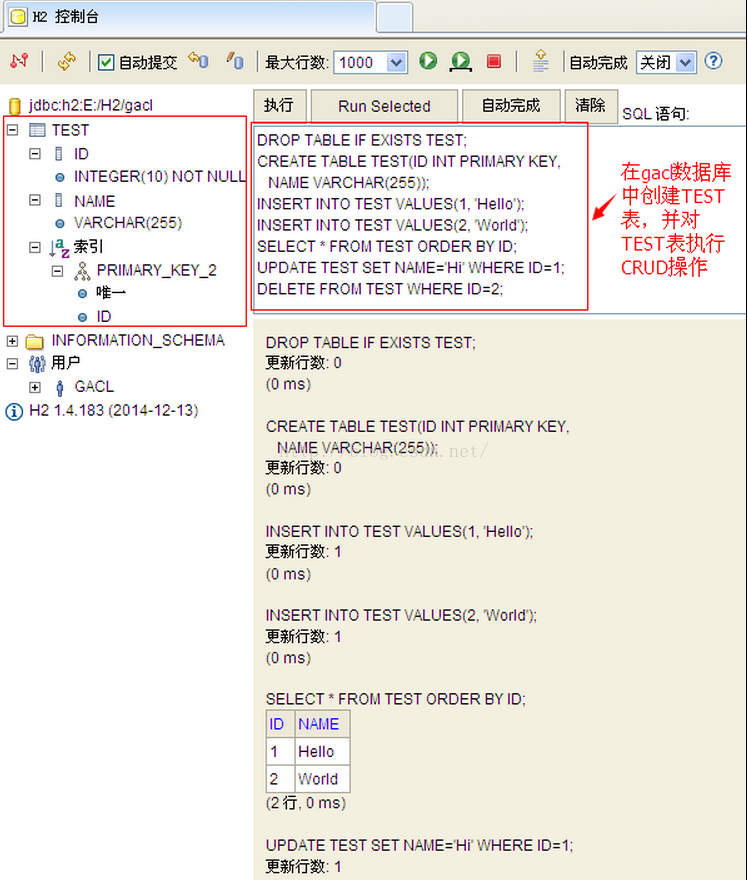 H2 控制台
自动提交 最大行数: 1000 自动完成 关闭
jdbc:h2:E:/H2/gacl
TEST
ID
INTEGER(10) NOT NULL
NAME
VARCHAR(255)
索引
PRIMARY_KEY_2
唯一
ID
INFORMATION_SCHEMA
用户
GACL
H2 1.4.183 (2014-12-13)
执行 Run Selected 自动完成 清除 SQL 语句:
DROP TABLE IF EXISTS TEST;
CREATE TABLE TEST(ID INT PRIMARY KEY,
NAME VARCHAR(255));
INSERT INTO TEST VALUES(1, 'Hello');
INSERT INTO TEST VALUES(2, 'World');
SELECT * FROM TEST ORDER BY ID;
UPDATE TEST SET NAME='Hi' WHERE ID=1;
DELETE FROM TEST WHERE ID=2;
在gacl数据库
中创建TEST
表，并对
TEST表执行
CRUD操作
DROP TABLE IF EXISTS TEST;
更新行数: 0
(0 ms)
CREATE TABLE TEST(ID INT PRIMARY KEY,
NAME VARCHAR(255));
http://blog.csdn.net/
更新行数: 0
(0 ms)
INSERT INTO TEST VALUES(1, 'Hello');
更新行数: 1
(0 ms)
INSERT INTO TEST VALUES(2, 'World');
更新行数: 1
(0 ms)
SELECT * FROM TEST ORDER BY ID;
ID NAME
1 Hello
2 World
(2 行, 0 ms)
UPDATE TEST SET NAME='Hi' WHERE ID=1;
更新行数: 1